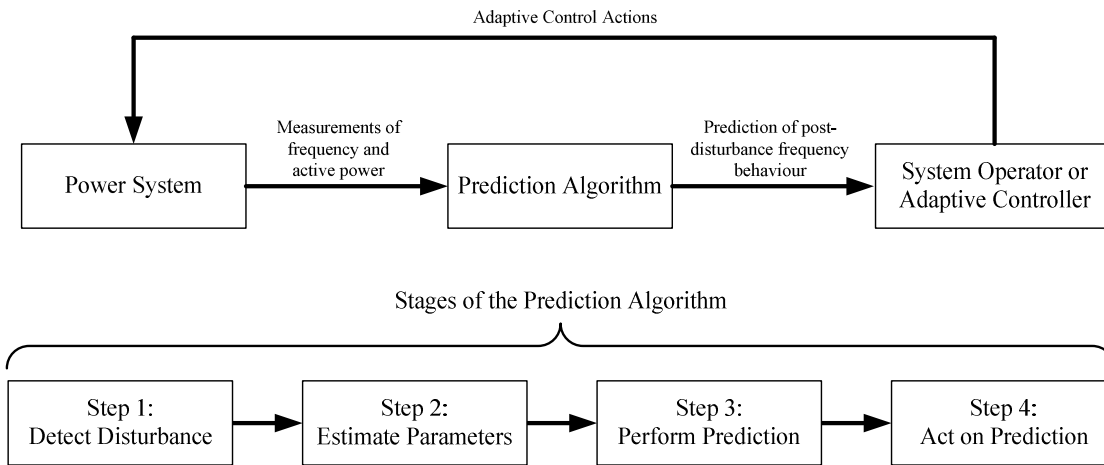 Adaptive Control Actions
Measurements of
frequency and
active power
Prediction of post-
disturbance frequency
behaviour
Power System
Prediction Algorithm
System Operator or
Adaptive Controller
Stages of the Prediction Algorithm
Step 1:
Detect Disturbance
Step 2:
Estimate Parameters
Step 3:
Perform Prediction
Step 4:
Act on Prediction